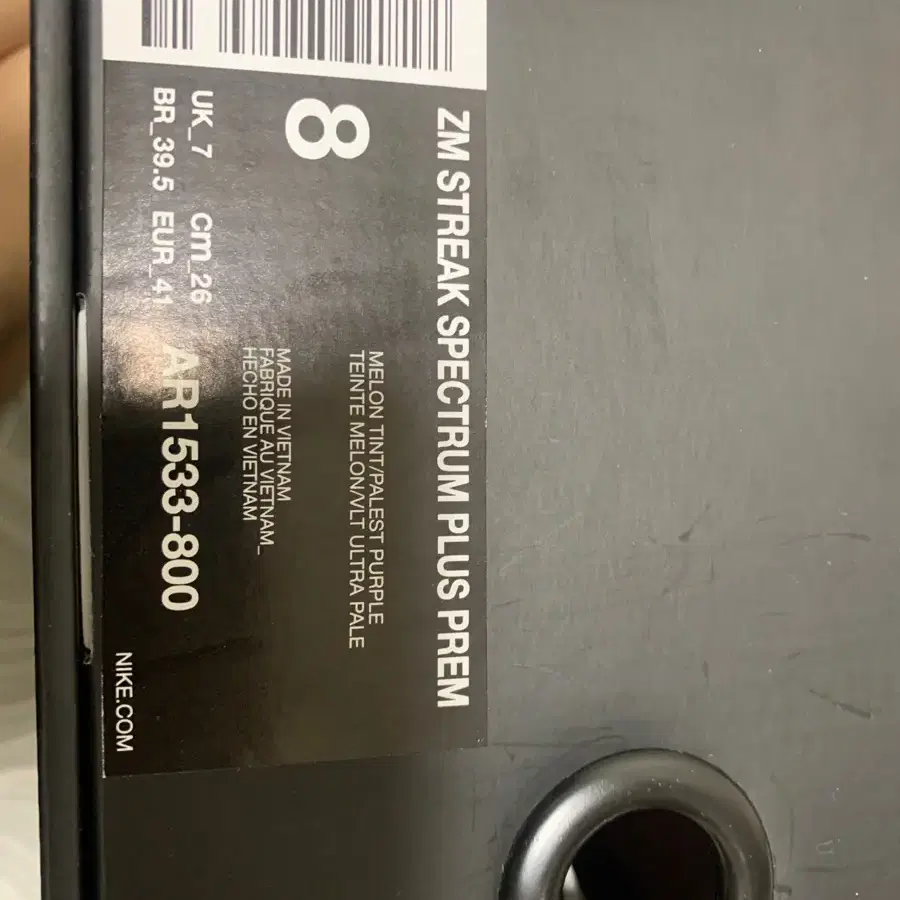 ZM STREAK SPECTRUM PLUS PREM
MELON TINT/PALEST PURPLE
TEINTE MELON/VLT ULTRA PALE
8
MADE IN VIETNAM
FABRIQUE AU VIETNAM_
HECHO EN VIETNAM
UK_7 Cm_26
BR_39.5 EUR_41
AR1533-800
NIKE.COM